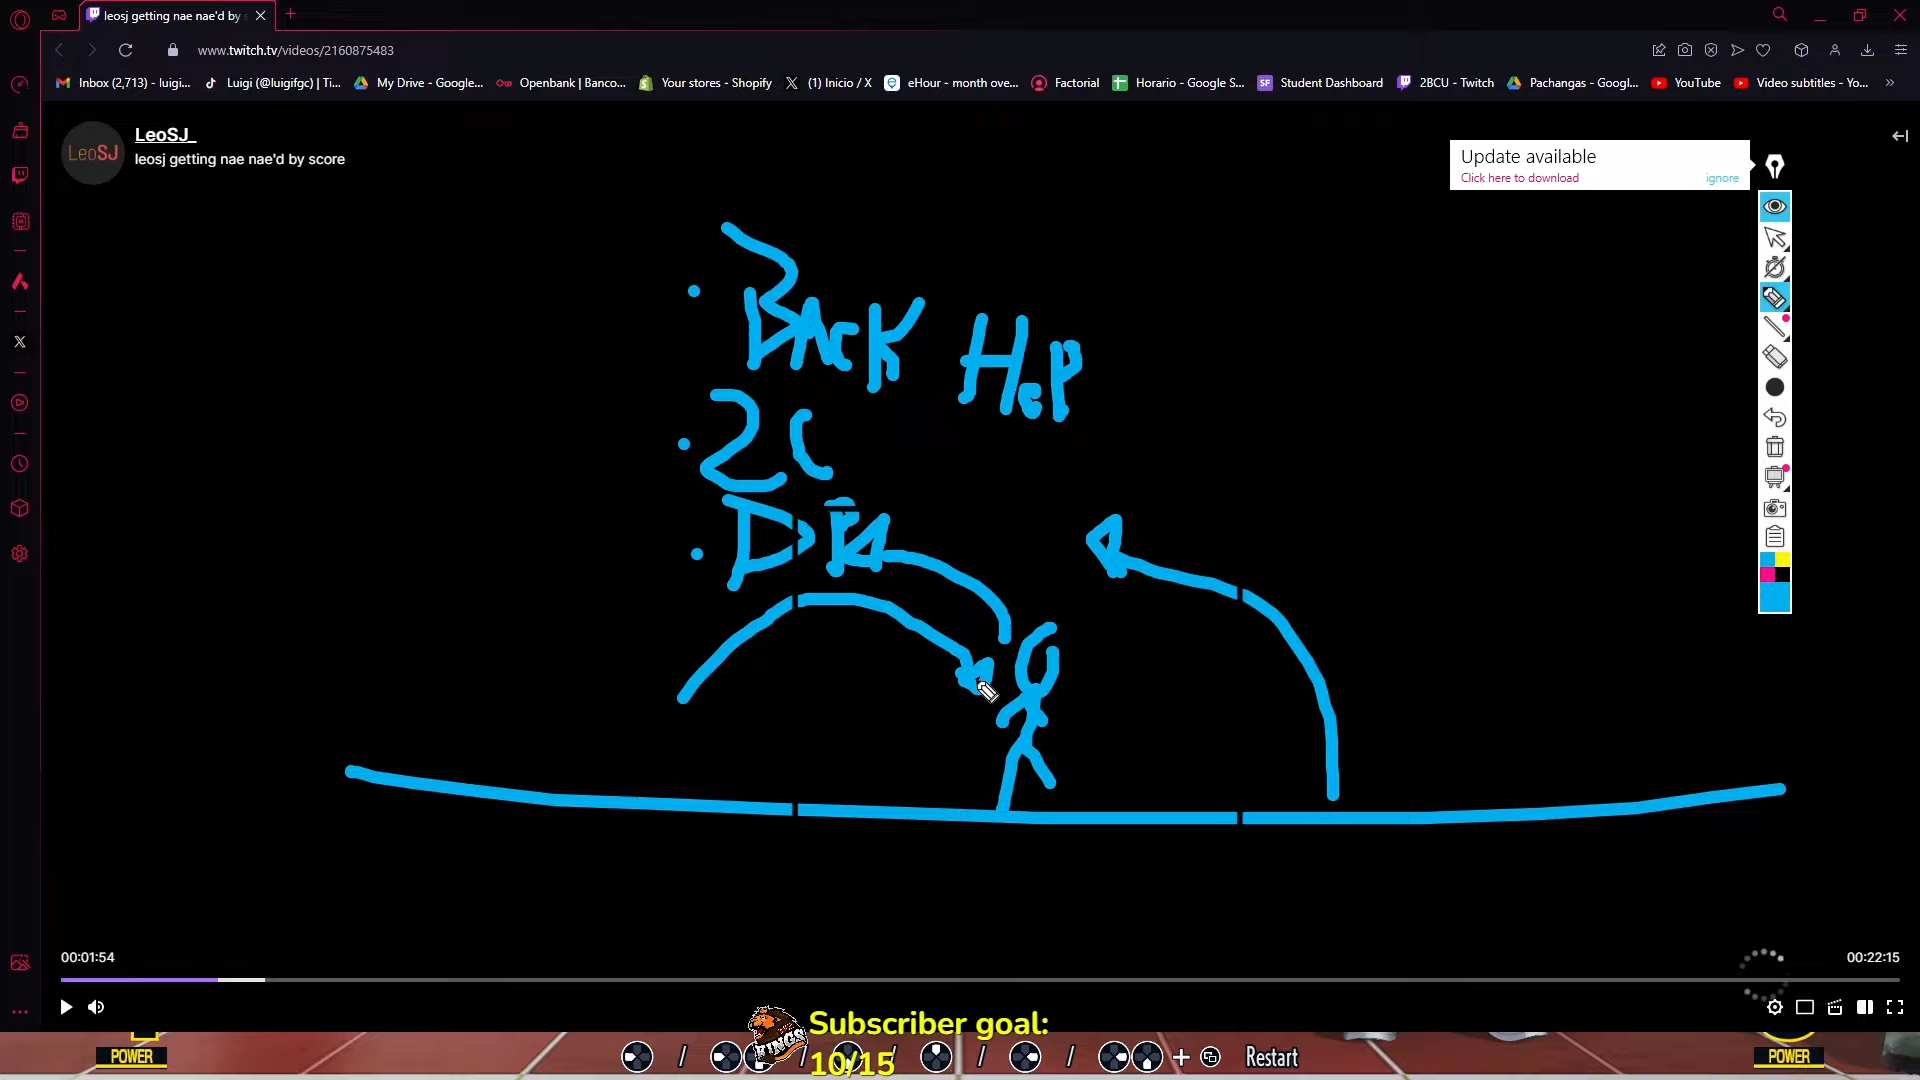 leosj getting nae nae'd by s
www.twitch.tv/videos/2160875483
Inbox (2,713) - luigi... Luigi (@luigifgc) | Ti... My Drive - Google... Openbank | Banco... Your stores - Shopify (1) Inicio / X eHour - month ove... Factorial Horario - Google S... Student Dashboard 2BCU - Twitch Pachangas - Googl... YouTube Video subtitles - Yo... »
LeoSJ
LeoSJ_
leosj getting nae nae'd by score
Update available
Click here to download ignore
BACK HOP
2C
DP
00:01:54 00:22:15
Subscriber goal:
10/15
KINGS
POWER / / / / + Restart POWER